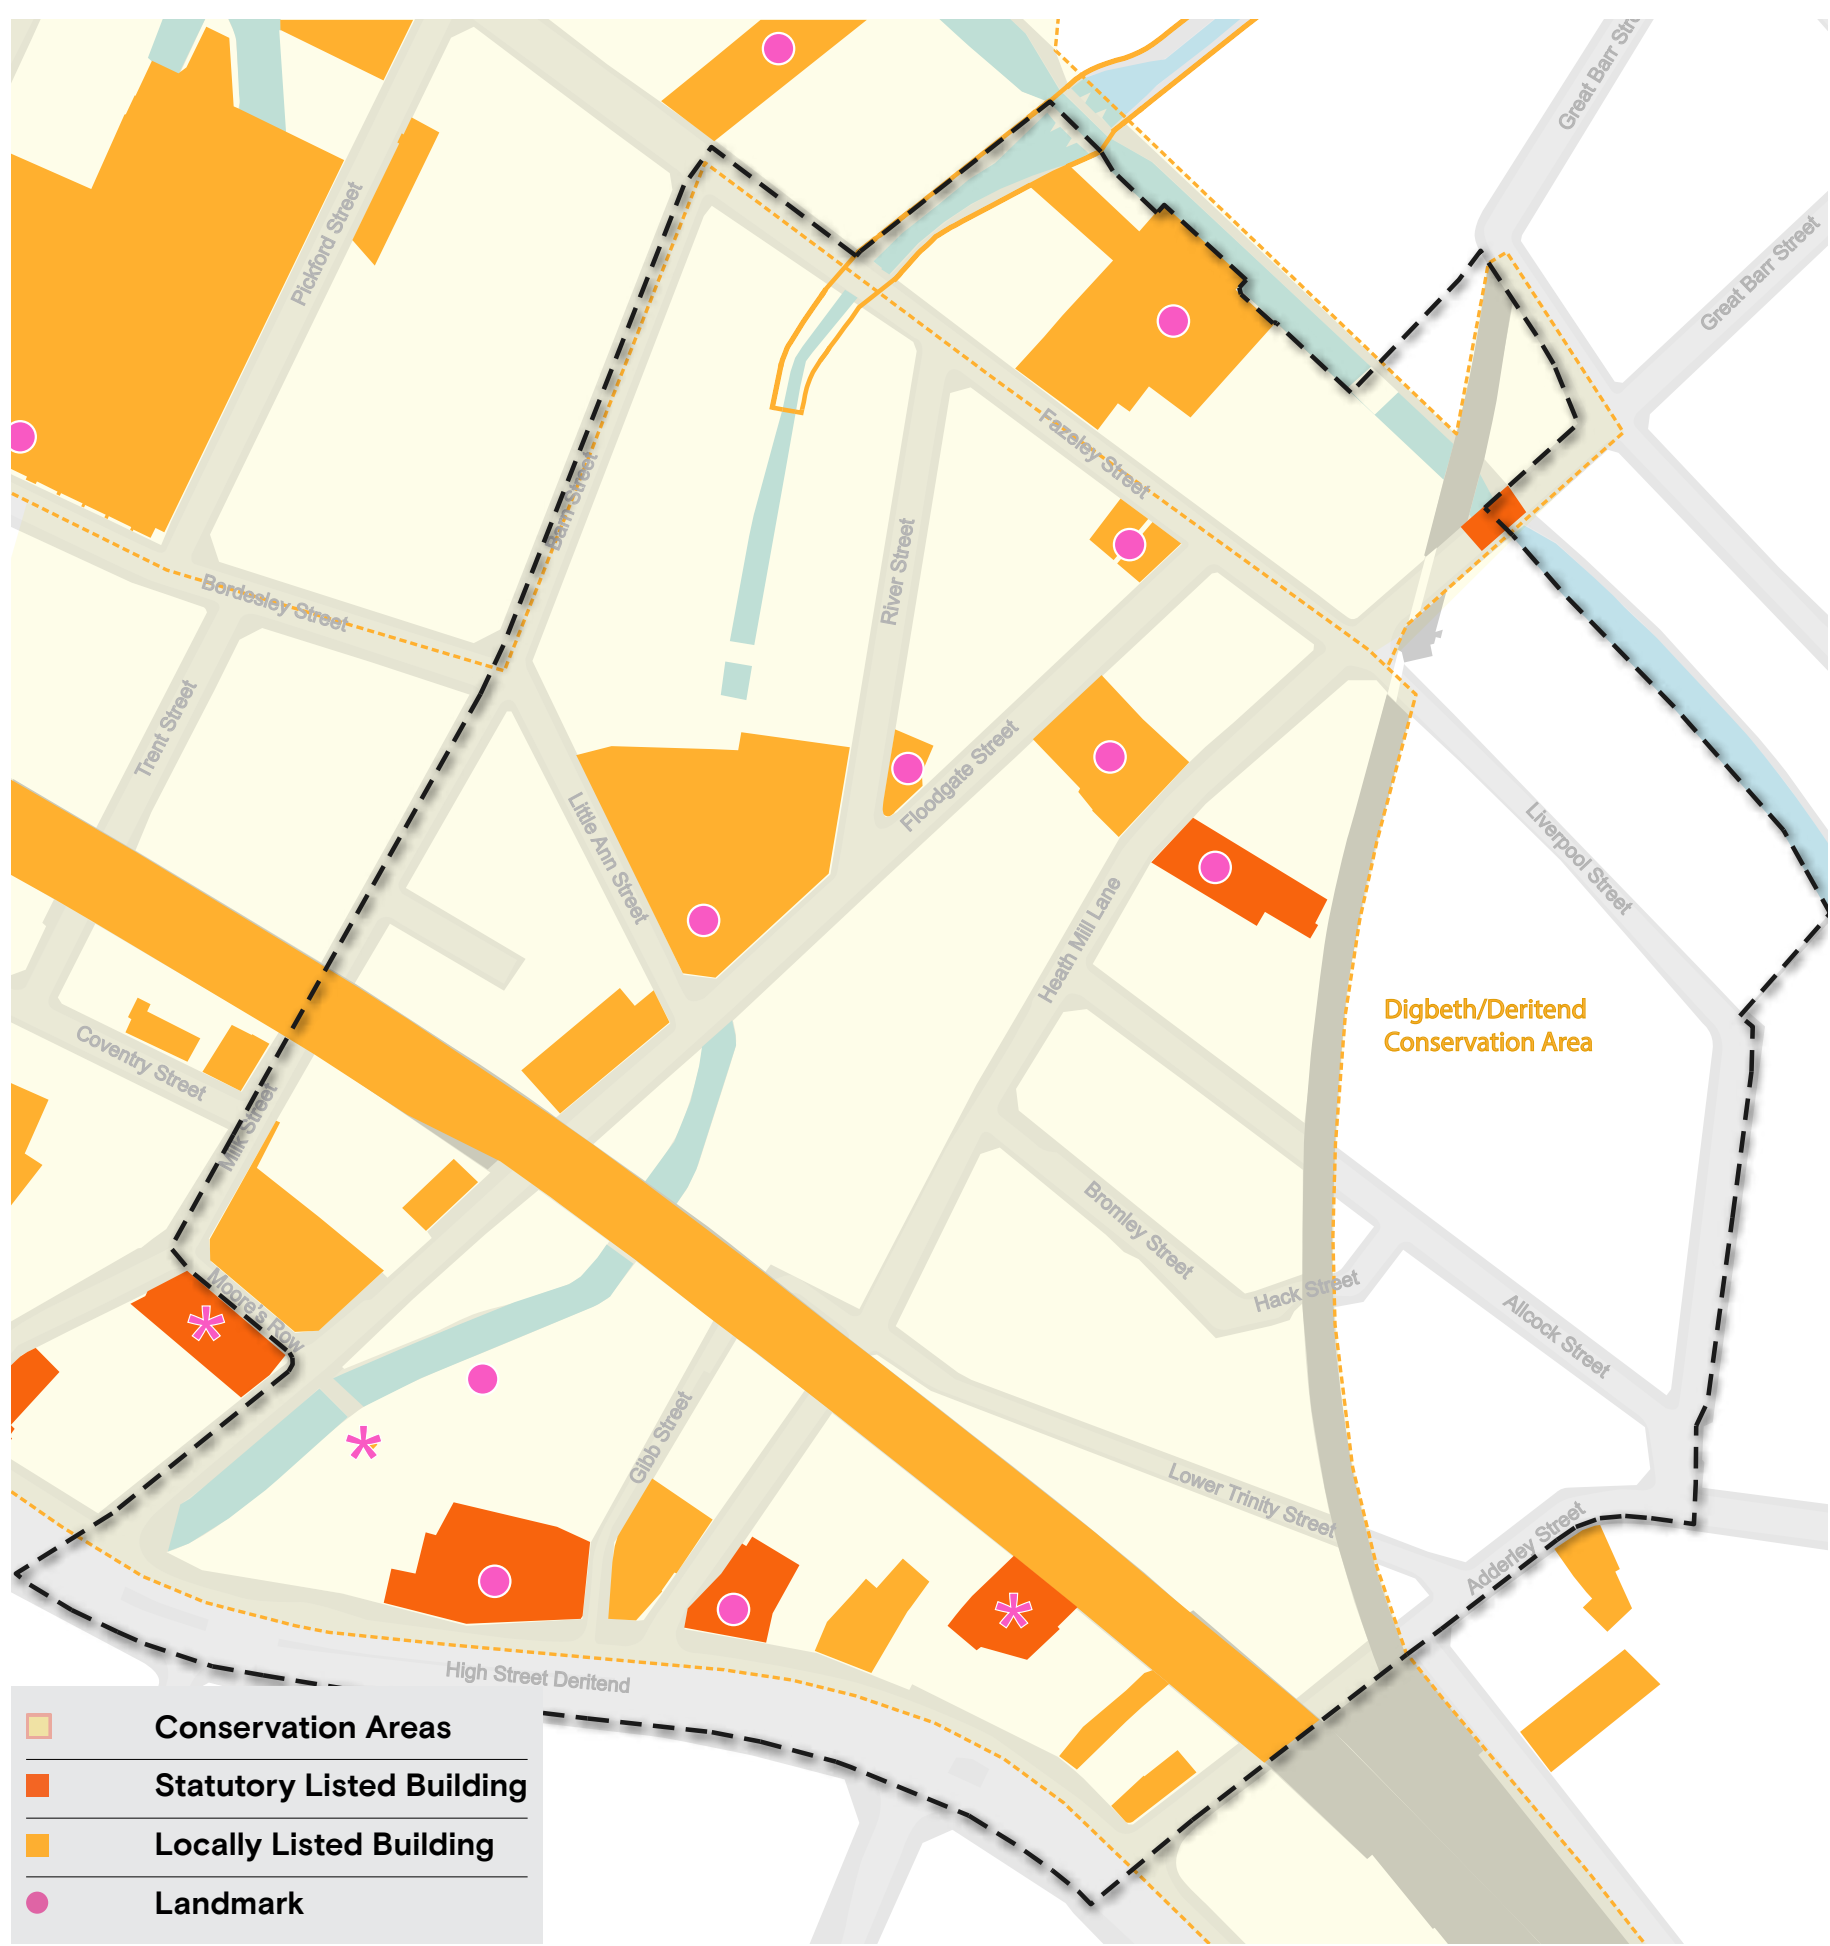 Great Barr Stre
Great Barr Street
Pickford Street
Fazeley Street
Barn Street
River Street
Bordesley Street
Trent Street
Floodgate Street
Little Ann Street
Liverpool Street
Heath Mill Lane
Digbeth/Deritend
Conservation Area
Coventry Street
Milk Street
Bromley Street
Hack Street
Moore's Row
Allcock Street
Gibb Street
Lower Trinity Street
Adderley Street
High Street Deritend
Conservation Areas
Statutory Listed Building
Locally Listed Building
Landmark